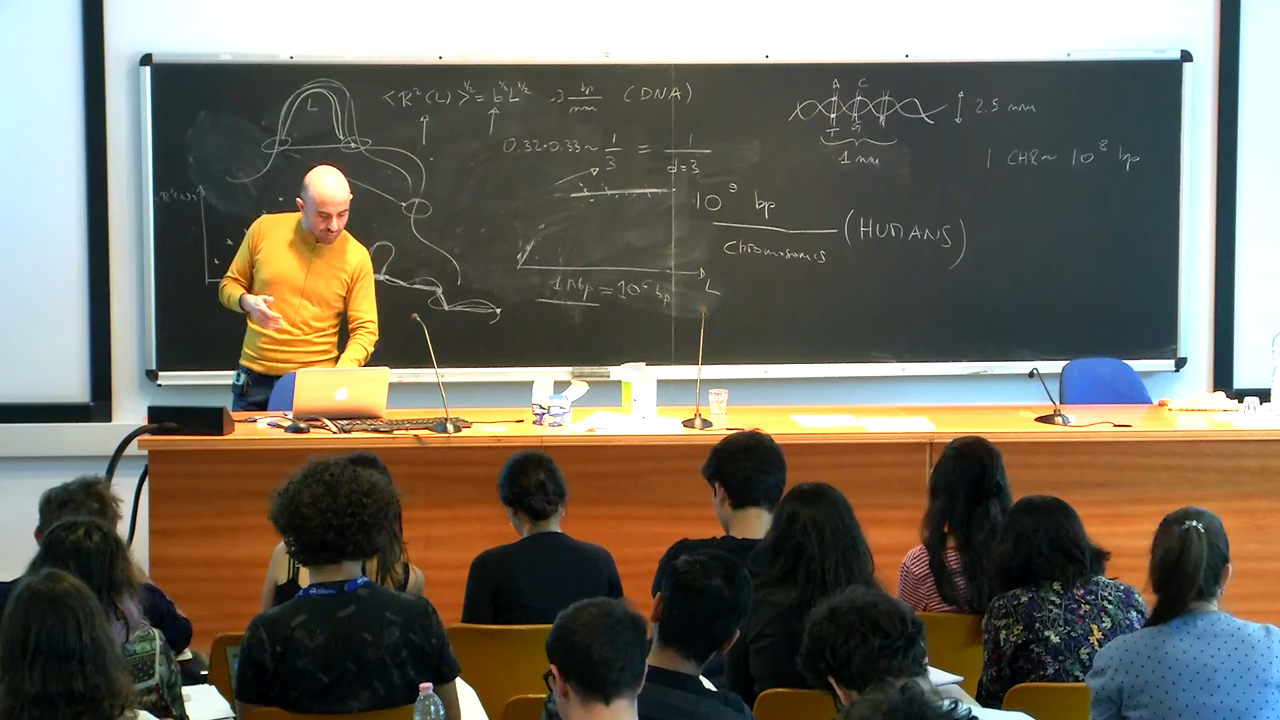 L
<R²(L)>^½ = b^½ L^½
bp/nm (DNA)
0.32÷0.33 ~ 1/3 = 1/d=3
10⁹ bp / Chromosomes (HUMANS)
1 Mbp = 10⁶ bp
L
A C
T G
1 nm
2.5 nm
1 CHR ~ 10⁸ bp